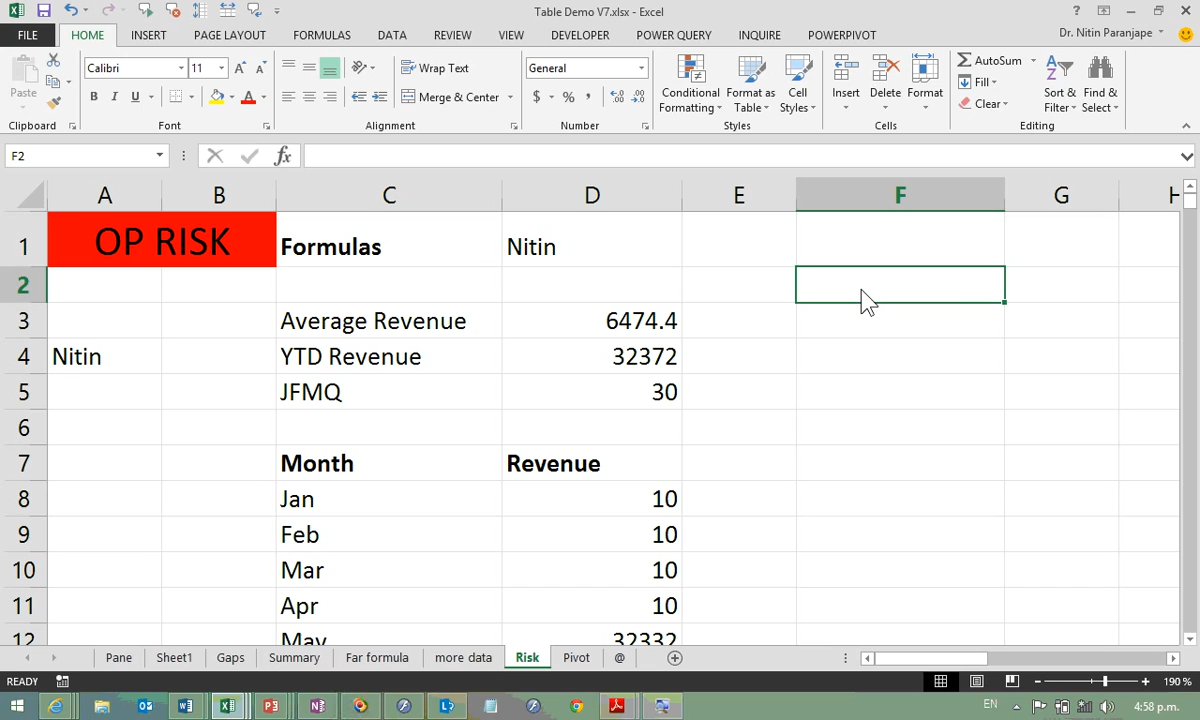 Table Demo V7.xlsx - Excel
?
FILE HOME INSERT PAGE LAYOUT FORMULAS DATA REVIEW VIEW DEVELOPER POWER QUERY INQUIRE POWERPIVOT Dr. Nitin Paranjape
Paste
Calibri 11
B I U
Wrap Text
Merge & Center
General
$ % ,
Conditional Formatting
Format as Table
Cell Styles
Insert
Delete
Format
AutoSum
Fill
Clear
Sort & Filter
Find & Select
Clipboard Font Alignment Number Styles Cells Editing
F2 fx
A B C D E F G H
1 OP RISK Formulas Nitin
2
3 Average Revenue 6474.4
4 Nitin YTD Revenue 32372
5 JFMQ 30
6
7 Month Revenue
8 Jan 10
9 Feb 10
10 Mar 10
11 Apr 10
12 May 32332
Pane Sheet1 Gaps Summary Far formula more data Risk Pivot @
READY 190 %
EN 4:58 p.m.